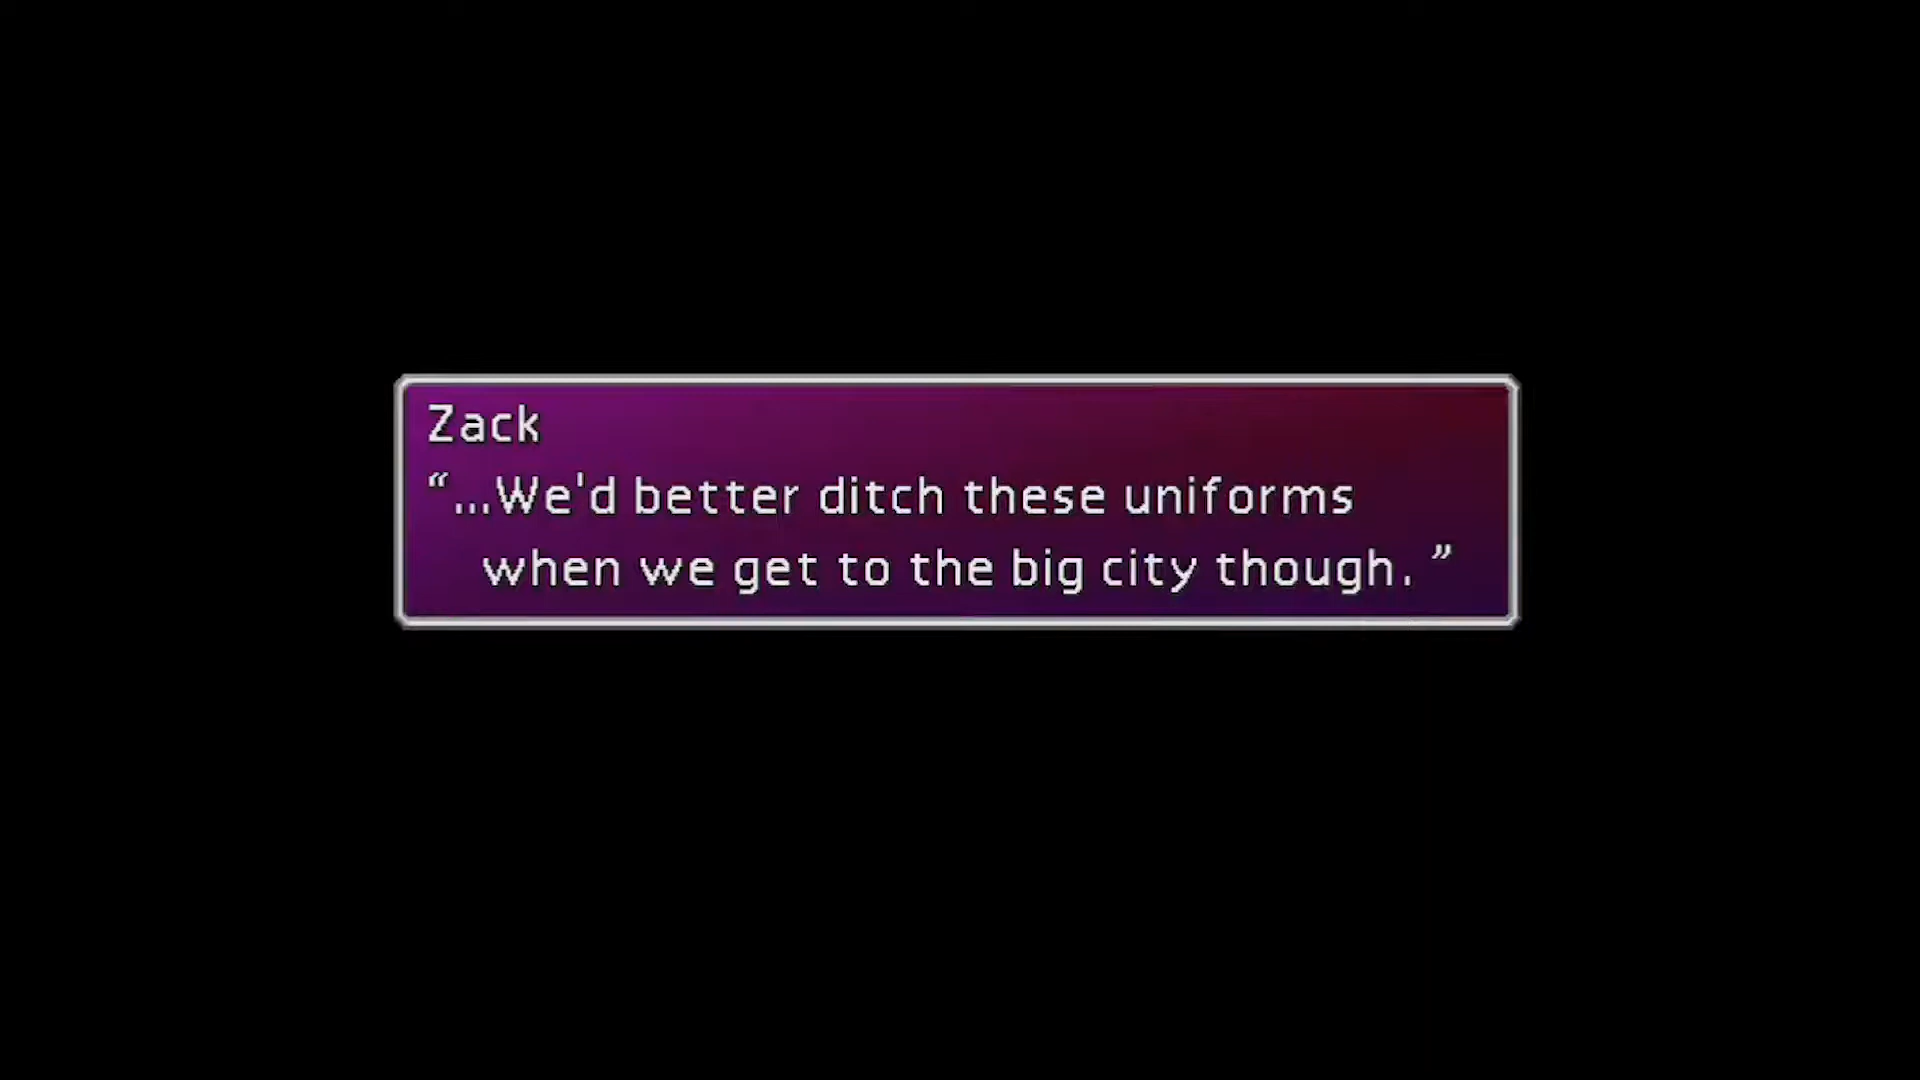 Zack
“...We'd better ditch these uniforms
when we get to the big city though. ”